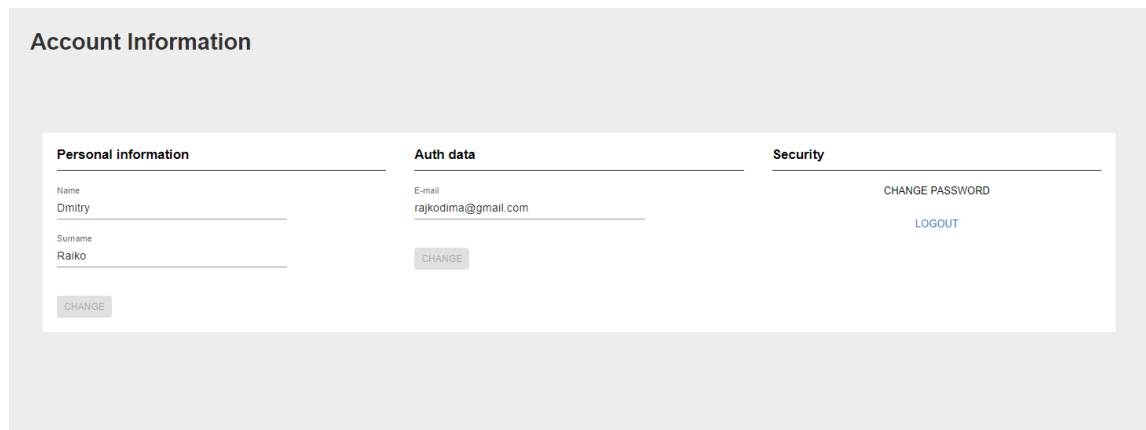 Account Information
Personal information
Name
Dmitry
Surname
Raiko
CHANGE
Auth data
E-mail
rajkodima@gmail.com
CHANGE
Security
CHANGE PASSWORD
LOGOUT